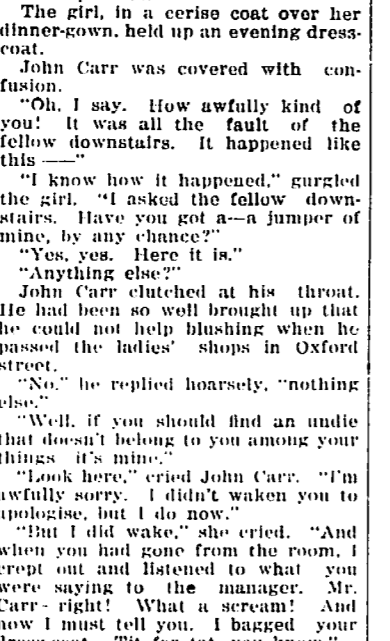 The girl, in a cerise coat over her
dinner-gown, held up an evening dress-
coat.
John Carr was covered with con-
fusion.
"Oh, I say. How awfully kind of
you! It was all the fault of the
fellow downstairs. It happened like
this ——"
"I know how it happened," gurgled
the girl. "I asked the fellow down-
stairs. Have you got a—a jumper of
mine, by any chance?"
"Yes, yes. Here it is."
"Anything else?"
John Carr clutched at his throat.
He had been so well brought up that
he could not help blushing when he
passed the ladies' shops in Oxford
street.
"No," he replied hoarsely, "nothing
else."
"Well, if you should find an undie
that doesn't belong to you among your
things it's mine."
"Look here," cried John Carr. "I'm
awfully sorry. I didn't waken you to
apologise, but I do now."
"But I did wake," she cried. "And
when you had gone from the room, I
crept out and listened to what you
were saying to the manager. Mr.
Carr- right! What a scream! And
now I must tell you. I bagged your
dress-coat. Tit for tat, you know."